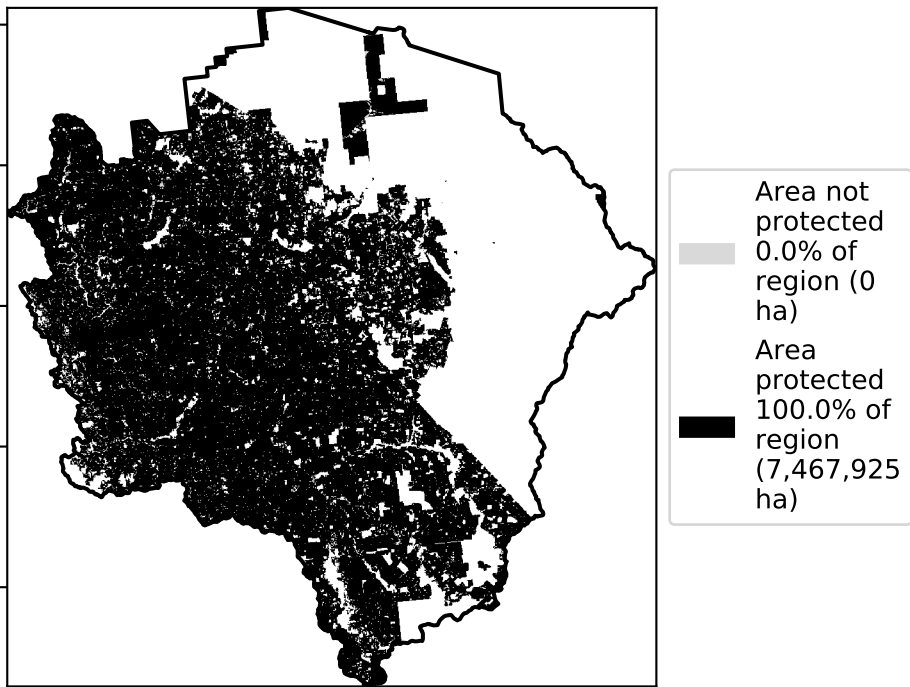 Area not
protected
0.0% of
region (0
ha)
Area
protected
100.0% of
region
(7,467,925
ha)